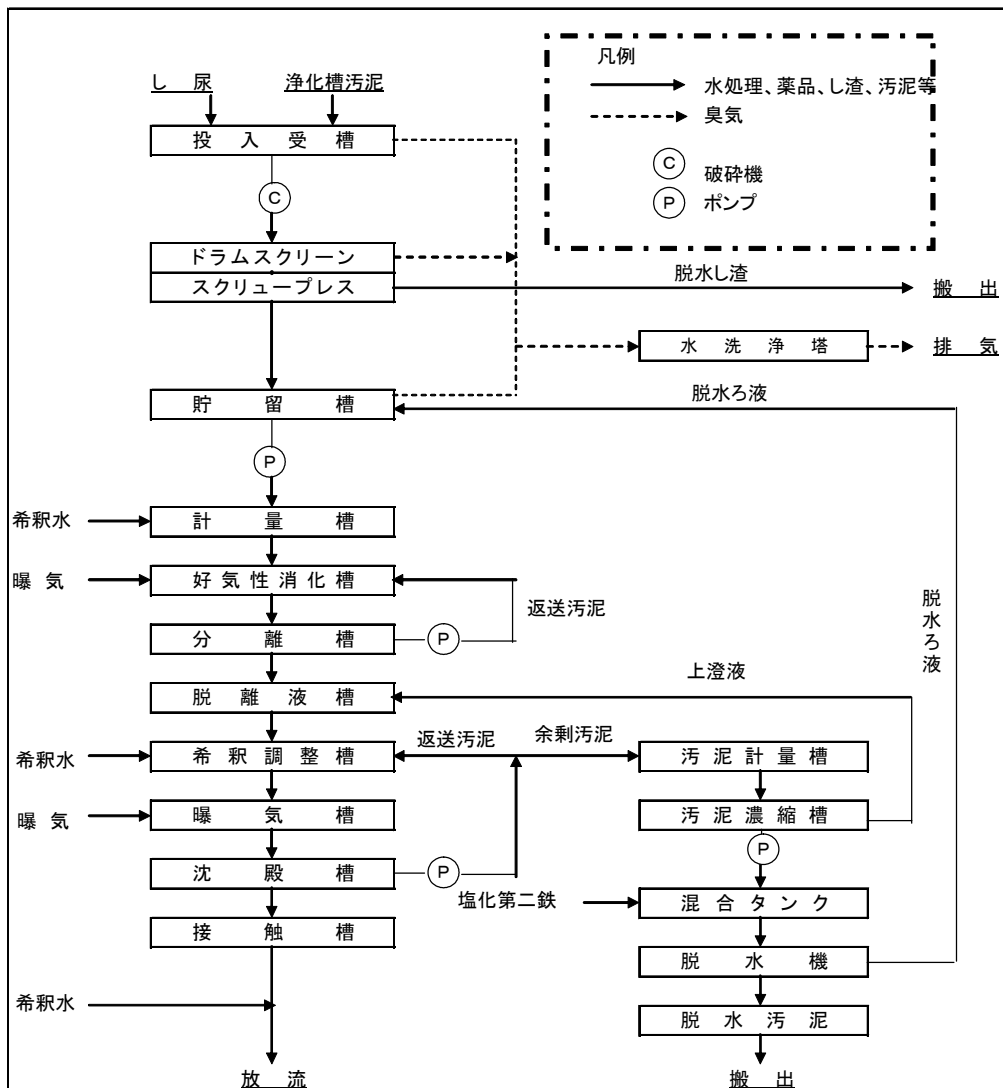 凡例
水処理、薬品、し渣、汚泥等
臭気
C 破砕機
P ポンプ
し尿 浄化槽汚泥
投入受槽
C
ドラムスクリーン
スクリュープレス
脱水し渣
搬出
水洗浄塔
排気
貯留槽
脱水ろ液
P
希釈水
計量槽
曝気
好気性消化槽
返送汚泥
分離槽
P
脱水ろ液
上澄液
脱離液槽
希釈水
希釈調整槽
返送汚泥
余剰汚泥
汚泥計量槽
曝気
曝気槽
汚泥濃縮槽
P
沈殿槽
P
塩化第二鉄
混合タンク
接触槽
脱水機
希釈水
脱水汚泥
放流
搬出